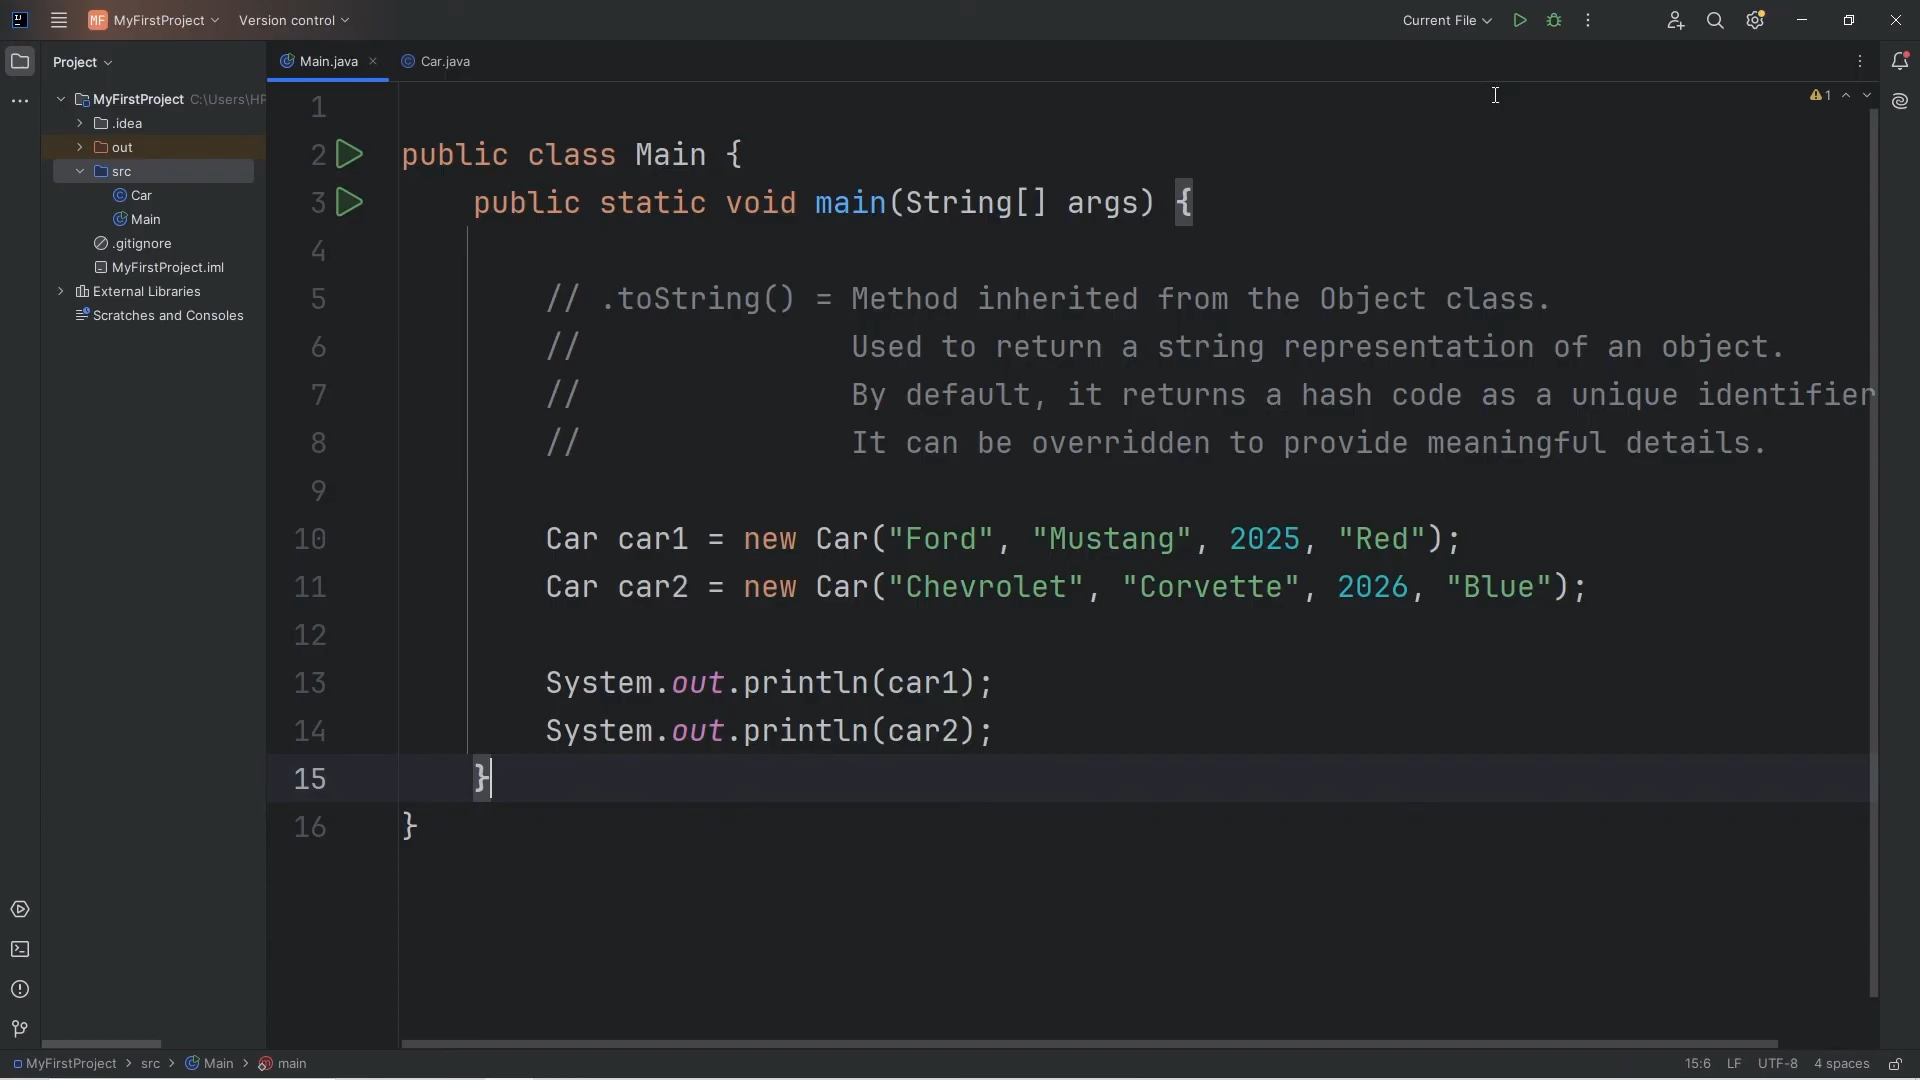 MF MyFirstProject Version control Current File
Project
Main.java Car.java
MyFirstProject C:\Users\HP
.idea
out
src
Car
Main
.gitignore
MyFirstProject.iml
External Libraries
Scratches and Consoles
1
1
2 public class Main {
3 public static void main(String[] args) {
4
5 // .toString() = Method inherited from the Object class.
6 // Used to return a string representation of an object.
7 // By default, it returns a hash code as a unique identifier
8 // It can be overridden to provide meaningful details.
9
10 Car car1 = new Car("Ford", "Mustang", 2025, "Red");
11 Car car2 = new Car("Chevrolet", "Corvette", 2026, "Blue");
12
13 System.out.println(car1);
14 System.out.println(car2);
15 }
16 }
MyFirstProject > src > Main > main 15:6 LF UTF-8 4 spaces